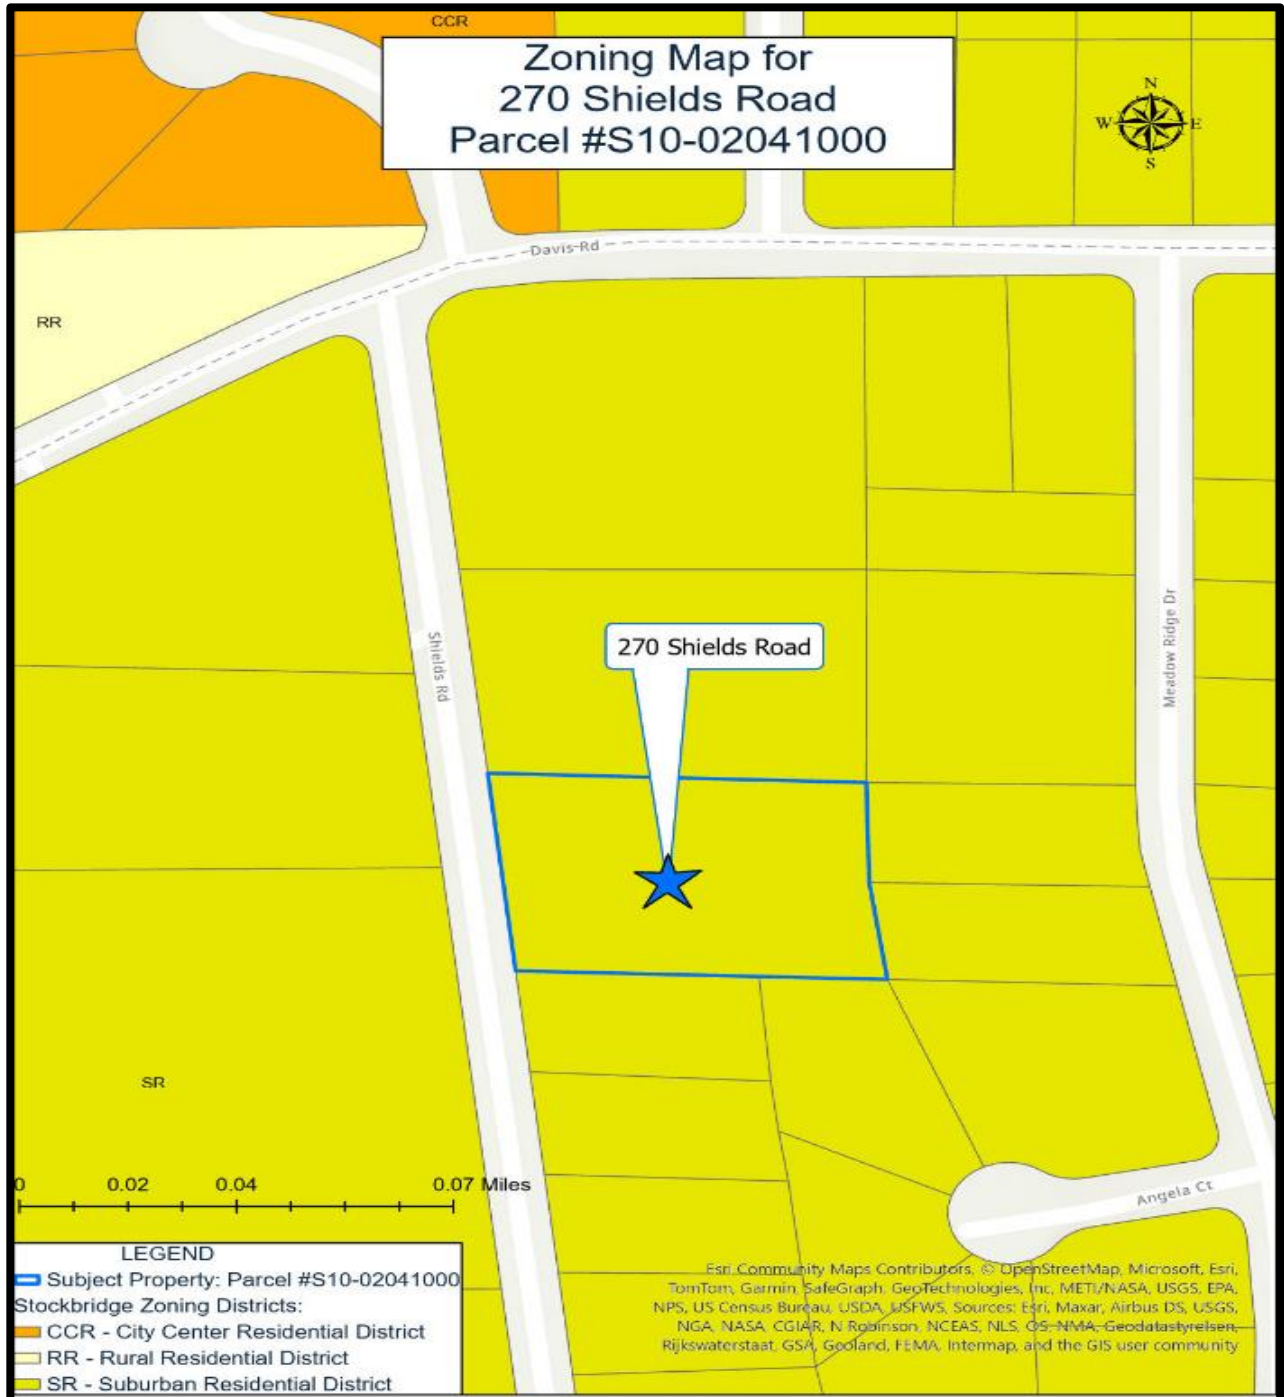 CCR
Zoning Map for
270 Shields Road
Parcel #S10-02041000
N
W
E
S
Davis Rd
RR
270 Shields Road
Shields Rd
Meadow Ridge Dr
SR
0 0.02 0.04 0.07 Miles
Angela Ct
LEGEND
Subject Property: Parcel #S10-02041000
Stockbridge Zoning Districts:
CCR - City Center Residential District
RR - Rural Residential District
SR - Suburban Residential District
Esri Community Maps Contributors, © OpenStreetMap, Microsoft, Esri,
TomTom, Garmin, SafeGraph, GeoTechnologies, Inc, METI/NASA, USGS, EPA,
NPS, US Census Bureau, USDA, USFWS, Sources: Esri, Maxar, Airbus DS, USGS,
NGA, NASA, CGIAR, N Robinson, NCEAS, NLS, OS, NMA, Geodatastyrelsen,
Rijkswaterstaat, GSA, Geoland, FEMA, Intermap, and the GIS user community